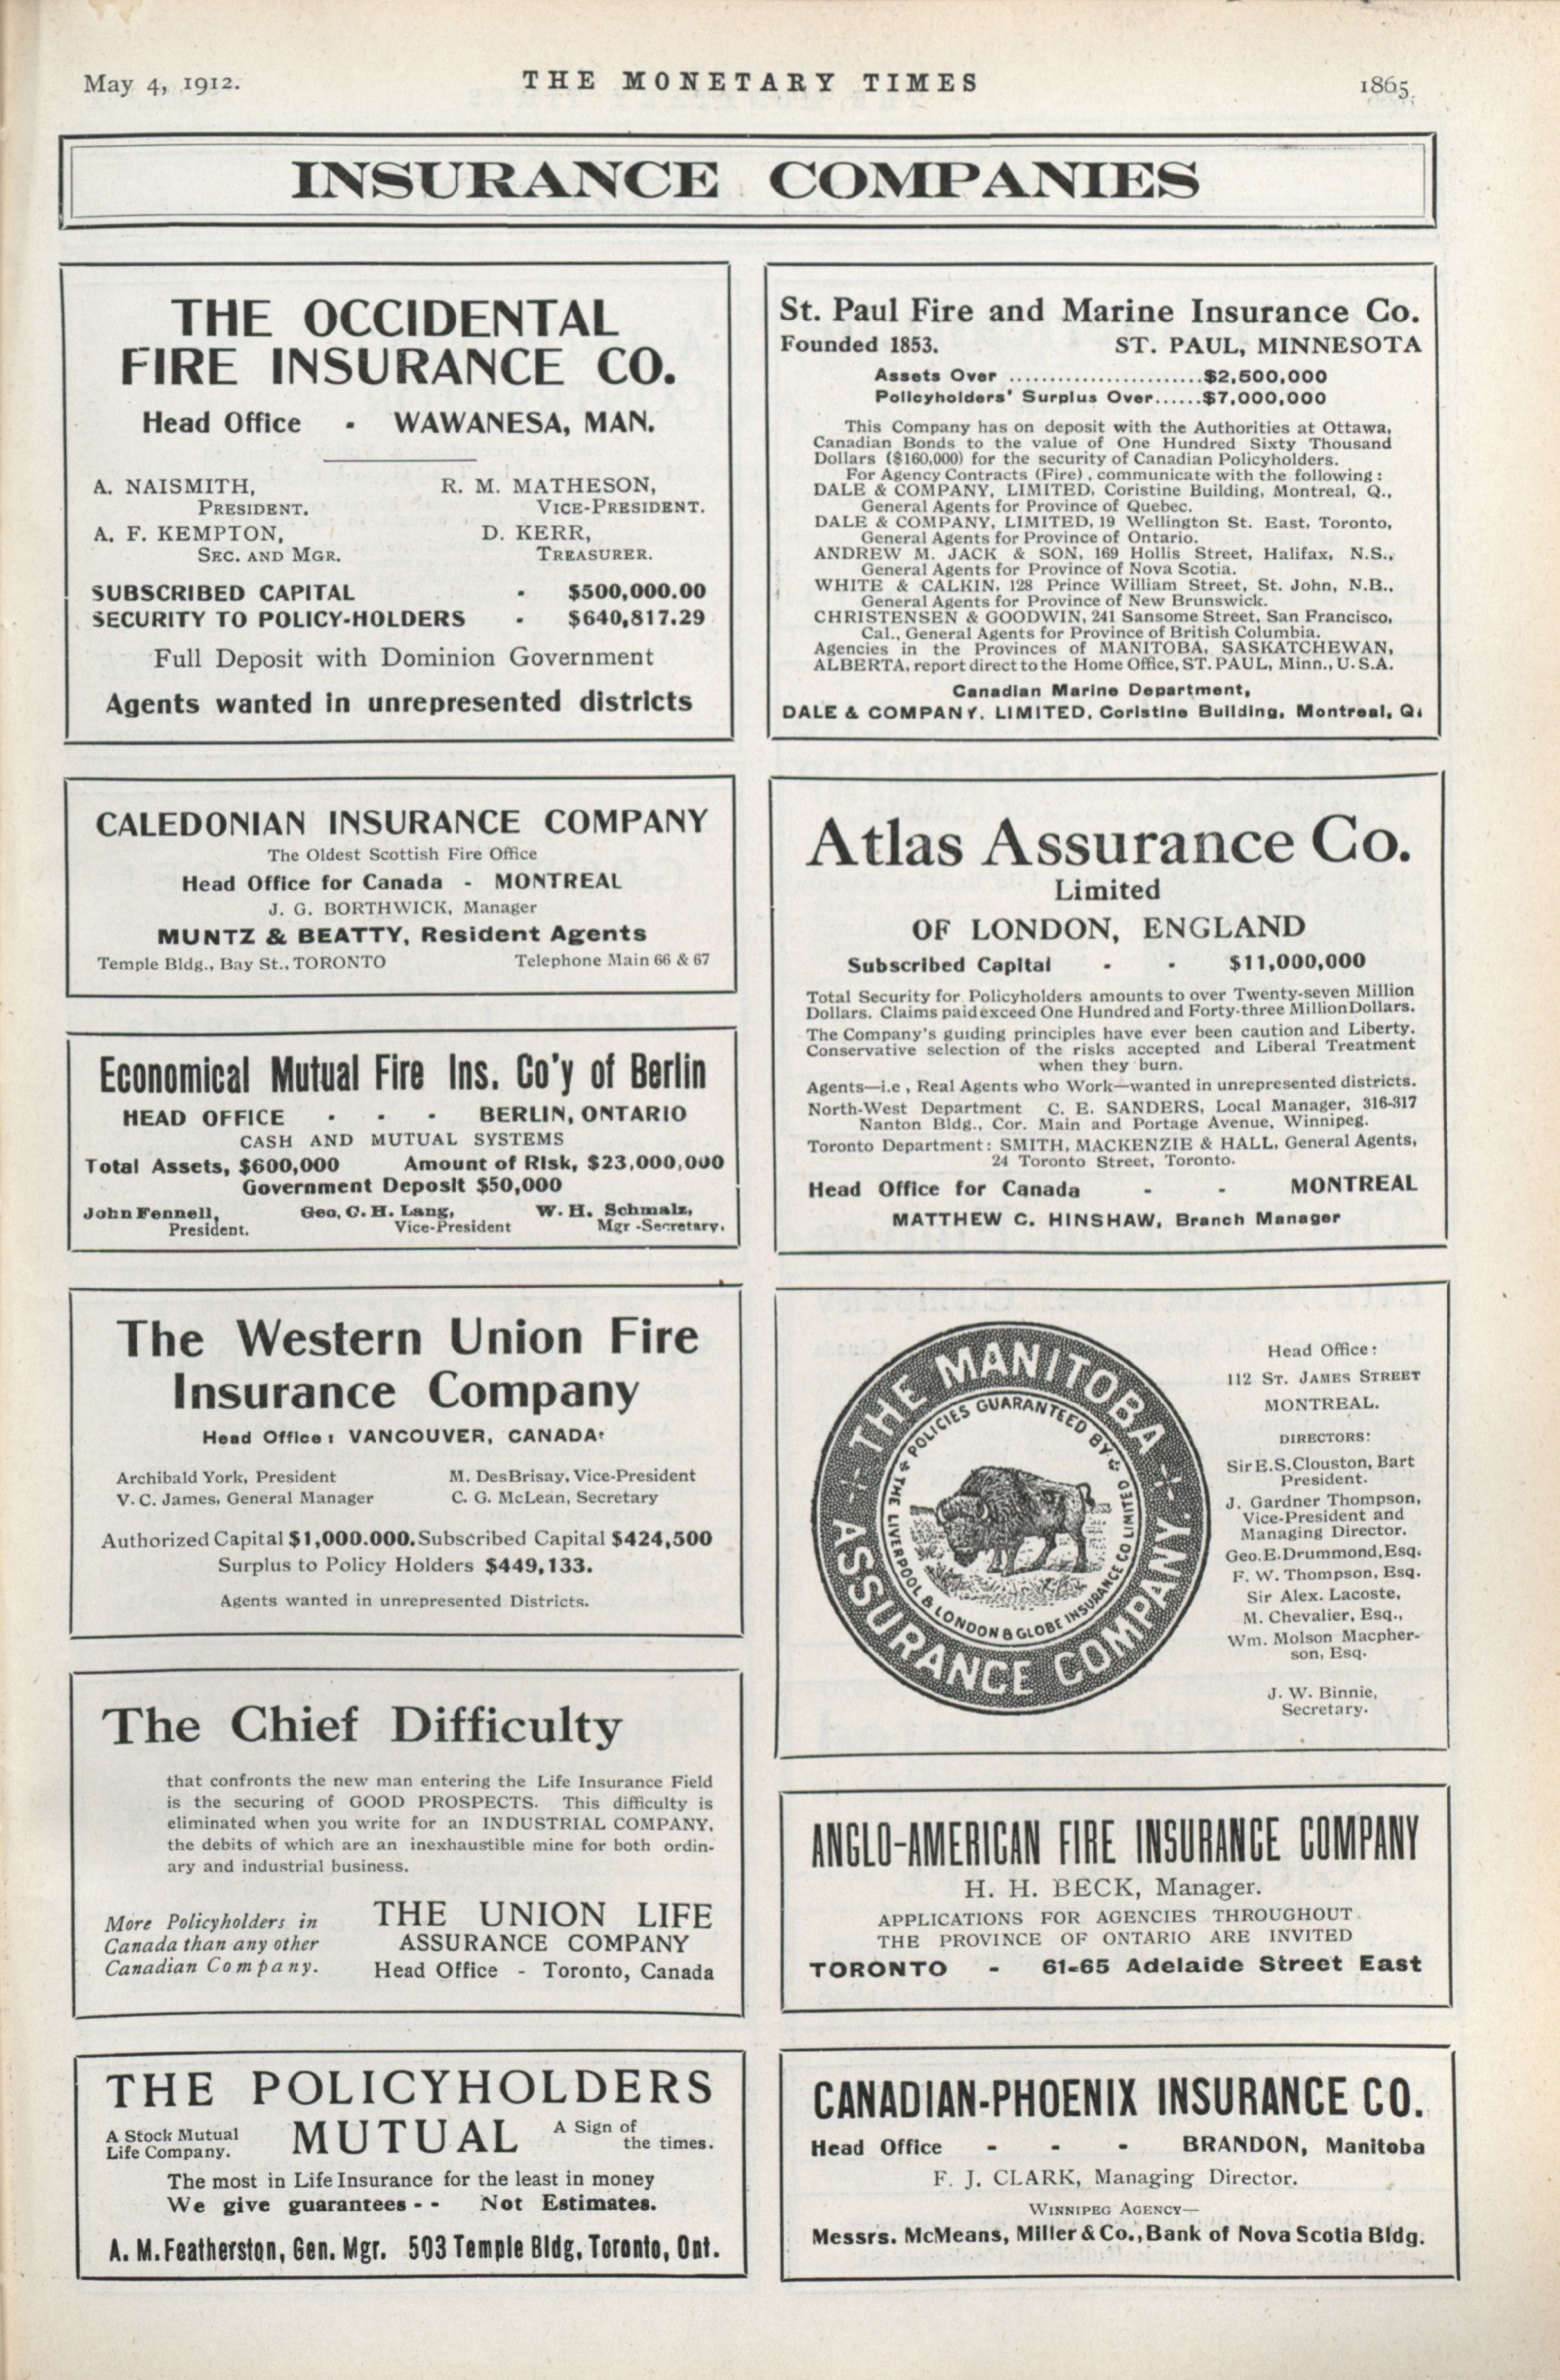 May 4, 1912.
THE MONETARY TIMES
1865
INSURANCE COMPANIES
THE OCCIDENTAL
FIRE INSURANCE CO.
Head Office - WAWANESA, MAN.
A. NAISMITH, R. M. MATHESON,
PRESIDENT. VICE-PRESIDENT.
A. F. KEMPTON, D. KERR,
SEC. AND MGR. TREASURER.
SUBSCRIBED CAPITAL - $500,000.00
SECURITY TO POLICY-HOLDERS - $640,817.29
Full Deposit with Dominion Government
Agents wanted in unrepresented districts
CALEDONIAN INSURANCE COMPANY
The Oldest Scottish Fire Office
Head Office for Canada - MONTREAL
J. G. BORTHWICK, Manager
MUNTZ & BEATTY, Resident Agents
Temple Bldg., Bay St., TORONTO Telephone Main 66 & 67
Economical Mutual Fire Ins. Co'y of Berlin
HEAD OFFICE - - - BERLIN, ONTARIO
CASH AND MUTUAL SYSTEMS
Total Assets, $600,000 Amount of Risk, $23,000,000
Government Deposit $50,000
John Fennell, Geo. C. H. Lang, W. H. Schmalz,
President. Vice-President Mgr -Secretary.
The Western Union Fire
Insurance Company
Head Office: VANCOUVER, CANADA
Archibald York, President M. DesBrisay, Vice-President
V. C. James, General Manager C. G. McLean, Secretary
Authorized Capital $1,000.000. Subscribed Capital $424,500
Surplus to Policy Holders $449,133.
Agents wanted in unrepresented Districts.
The Chief Difficulty
that confronts the new man entering the Life Insurance Field
is the securing of GOOD PROSPECTS. This difficulty is
eliminated when you write for an INDUSTRIAL COMPANY,
the debits of which are an inexhaustible mine for both ordin-
ary and industrial business.
More Policyholders in
Canada than any other
Canadian Company.
THE UNION LIFE
ASSURANCE COMPANY
Head Office - Toronto, Canada
THE POLICYHOLDERS
A Stock Mutual
Life Company.
MUTUAL
A Sign of
the times.
The most in Life Insurance for the least in money
We give guarantees - - Not Estimates.
A. M. Featherston, Gen. Mgr. 503 Temple Bldg, Toronto, Ont.
St. Paul Fire and Marine Insurance Co.
Founded 1853. ST. PAUL, MINNESOTA
Assets Over ........................$2,500,000
Policyholders' Surplus Over......$7,000,000
This Company has on deposit with the Authorities at Ottawa,
Canadian Bonds to the value of One Hundred Sixty Thousand
Dollars ($160,000) for the security of Canadian Policyholders.
For Agency Contracts (Fire), communicate with the following:
DALE & COMPANY, LIMITED, Coristine Building, Montreal, Q.,
General Agents for Province of Quebec.
DALE & COMPANY, LIMITED, 19 Wellington St. East, Toronto,
General Agents for Province of Ontario.
ANDREW M. JACK & SON, 169 Hollis Street, Halifax, N.S.,
General Agents for Province of Nova Scotia.
WHITE & CALKIN, 128 Prince William Street, St. John, N.B.,
General Agents for Province of New Brunswick.
CHRISTENSEN & GOODWIN, 241 Sansome Street, San Francisco,
Cal., General Agents for Province of British Columbia.
Agencies in the Provinces of MANITOBA, SASKATCHEWAN,
ALBERTA, report direct to the Home Office, ST. PAUL, Minn., U.S.A.
Canadian Marine Department,
DALE & COMPANY, LIMITED, Coristine Building, Montreal, Q.
Atlas Assurance Co.
Limited
OF LONDON, ENGLAND
Subscribed Capital - - $11,000,000
Total Security for Policyholders amounts to over Twenty-seven Million
Dollars. Claims paid exceed One Hundred and Forty-three Million Dollars.
The Company's guiding principles have ever been caution and Liberty.
Conservative selection of the risks accepted and Liberal Treatment
when they burn.
Agents—i.e , Real Agents who Work—wanted in unrepresented districts.
North-West Department C. E. SANDERS, Local Manager, 316-317
Nanton Bldg., Cor. Main and Portage Avenue, Winnipeg.
Toronto Department: SMITH, MACKENZIE & HALL, General Agents,
24 Toronto Street, Toronto.
Head Office for Canada - - MONTREAL
MATTHEW C. HINSHAW, Branch Manager
THE MANITOBA
ASSURANCE COMPANY
POLICIES GUARANTEED BY
THE LIVERPOOL & LONDON & GLOBE INSURANCE CO LIMITED
Head Office:
112 ST. JAMES STREET
MONTREAL.
DIRECTORS:
Sir E. S. Clouston, Bart
President.
J. Gardner Thompson,
Vice-President and
Managing Director.
Geo. E. Drummond, Esq.
F. W. Thompson, Esq.
Sir Alex. Lacoste,
M. Chevalier, Esq.,
Wm. Molson Macpher-
son, Esq.
J. W. Binnie,
Secretary.
ANGLO-AMERICAN FIRE INSURANCE COMPANY
H. H. BECK, Manager.
APPLICATIONS FOR AGENCIES THROUGHOUT
THE PROVINCE OF ONTARIO ARE INVITED
TORONTO - 61-65 Adelaide Street East
CANADIAN-PHOENIX INSURANCE CO.
Head Office - - - BRANDON, Manitoba
F. J. CLARK, Managing Director.
WINNIPEG AGENCY—
Messrs. McMeans, Miller & Co., Bank of Nova Scotia Bldg.